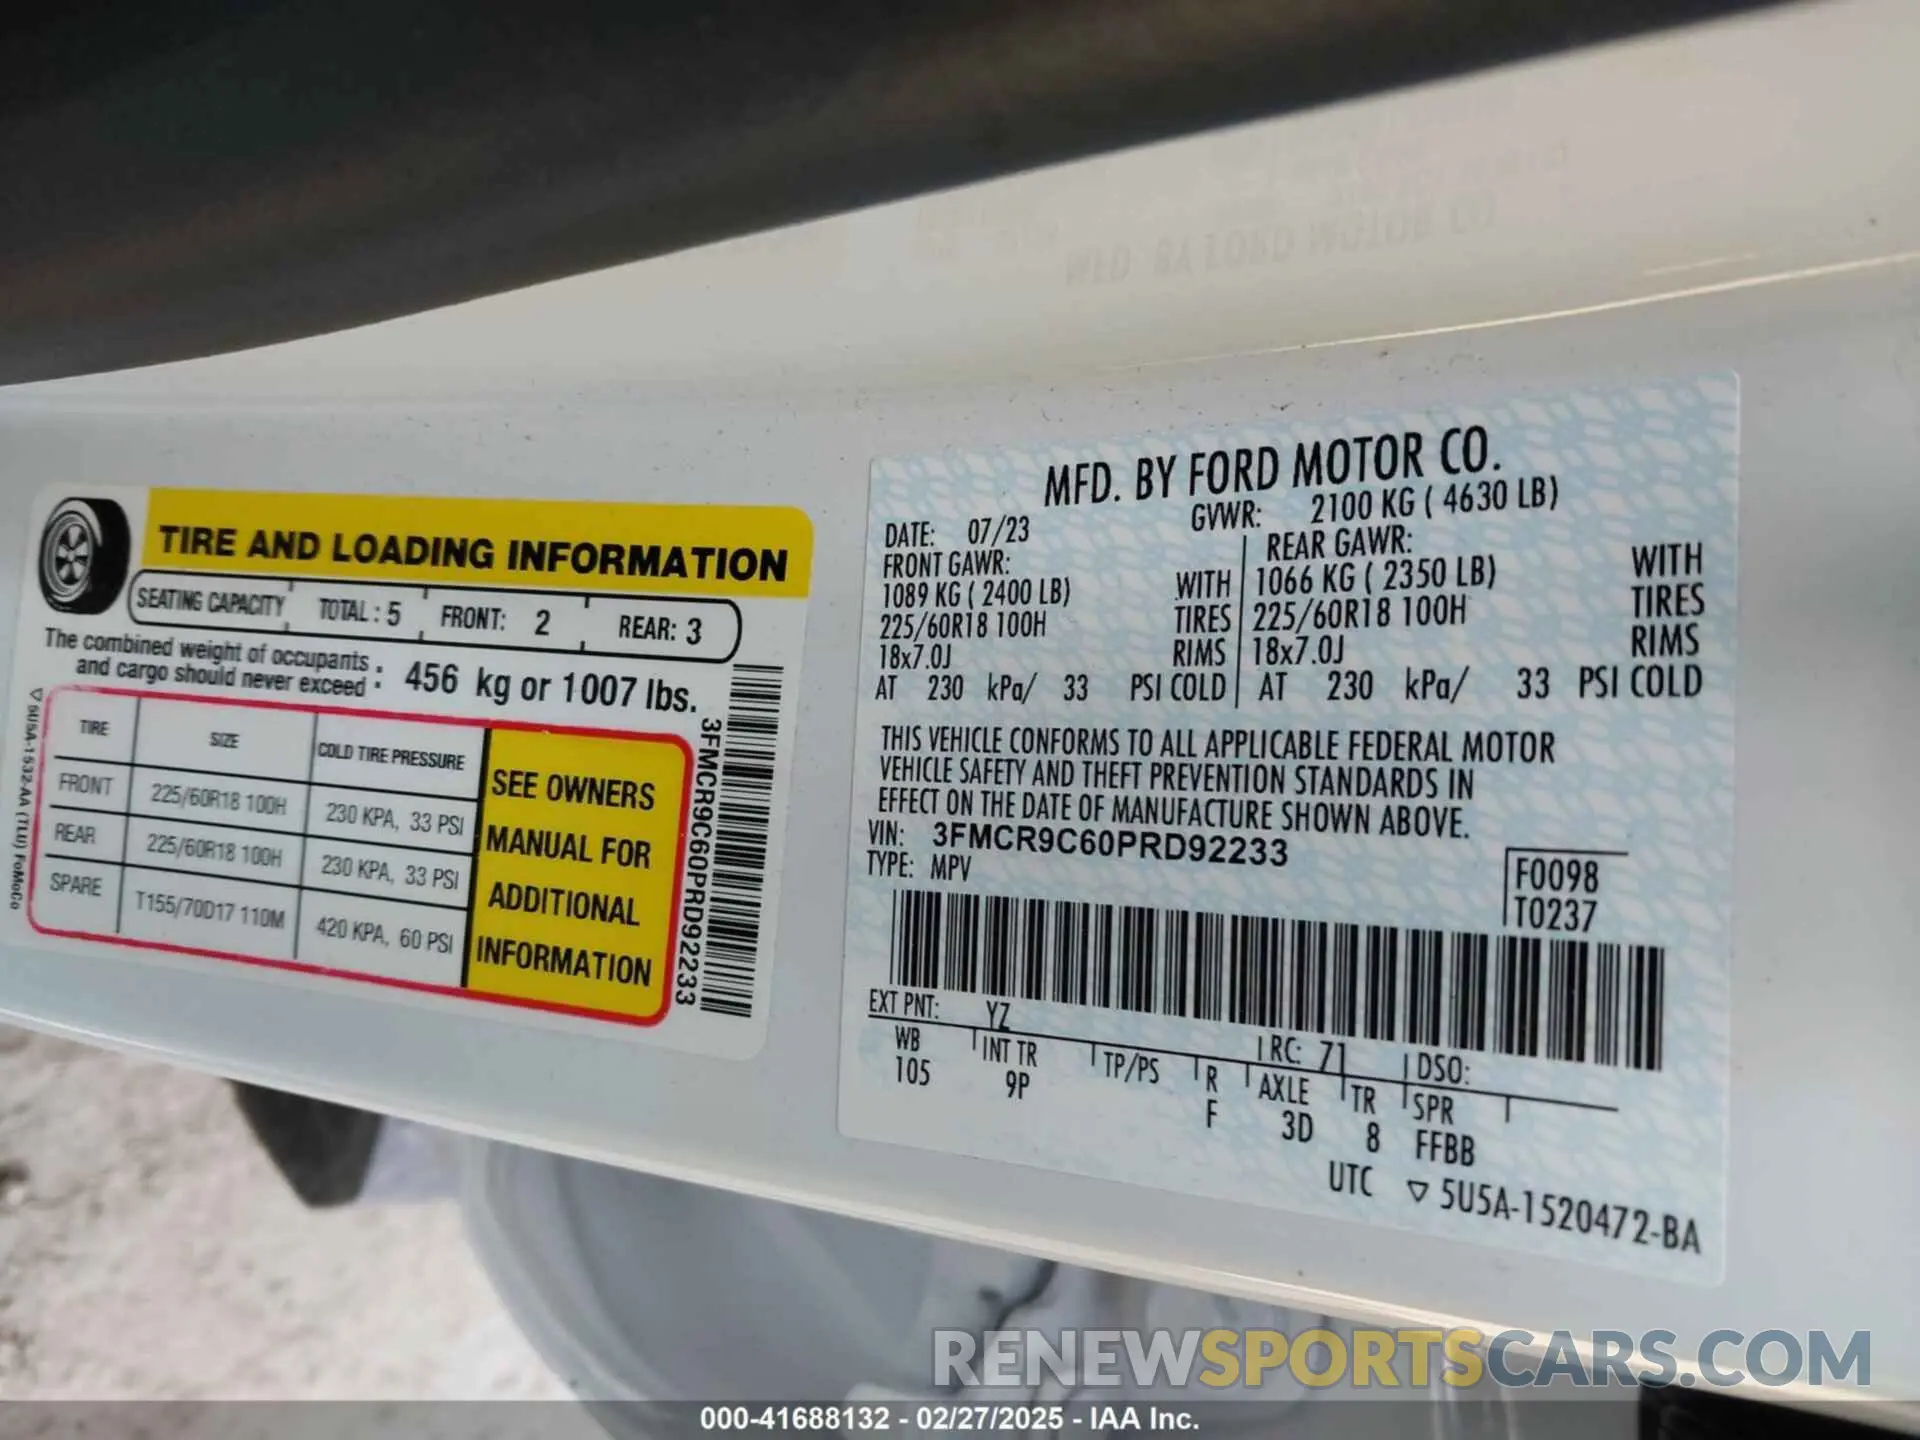 TIRE AND LOADING INFORMATION
SEATING CAPACITY TOTAL : 5 FRONT: 2 REAR: 3
The combined weight of occupants
and cargo should never exceed : 456 kg or 1007 lbs.
TIRE SIZE COLD TIRE PRESSURE
FRONT 225/60R18 100H 230 KPA, 33 PSI
REAR 225/60R18 100H 230 KPA, 33 PSI
SPARE T155/70D17 110M 420 KPA, 60 PSI
SEE OWNERS
MANUAL FOR
ADDITIONAL
INFORMATION
3FMCR9C60PRD92233
5U5A-1532-AA (TLU) FoMoCo
MFD. BY FORD MOTOR CO.
DATE: 07/23 GVWR: 2100 KG ( 4630 LB)
FRONT GAWR: REAR GAWR:
1089 KG ( 2400 LB) WITH 1066 KG ( 2350 LB) WITH
225/60R18 100H TIRES 225/60R18 100H TIRES
18x7.0J RIMS 18x7.0J RIMS
AT 230 kPa/ 33 PSI COLD AT 230 kPa/ 33 PSI COLD
THIS VEHICLE CONFORMS TO ALL APPLICABLE FEDERAL MOTOR
VEHICLE SAFETY AND THEFT PREVENTION STANDARDS IN
EFFECT ON THE DATE OF MANUFACTURE SHOWN ABOVE.
VIN: 3FMCR9C60PRD92233
TYPE: MPV
F0098
T0237
EXT PNT: YZ RC: 71 DSO:
WB INT TR TP/PS R AXLE TR SPR
105 9P F 3D 8 FFBB
UTC ▽ 5U5A-1520472-BA
RENEWSPORTSCARS.COM
000-41688132 - 02/27/2025 - IAA Inc.